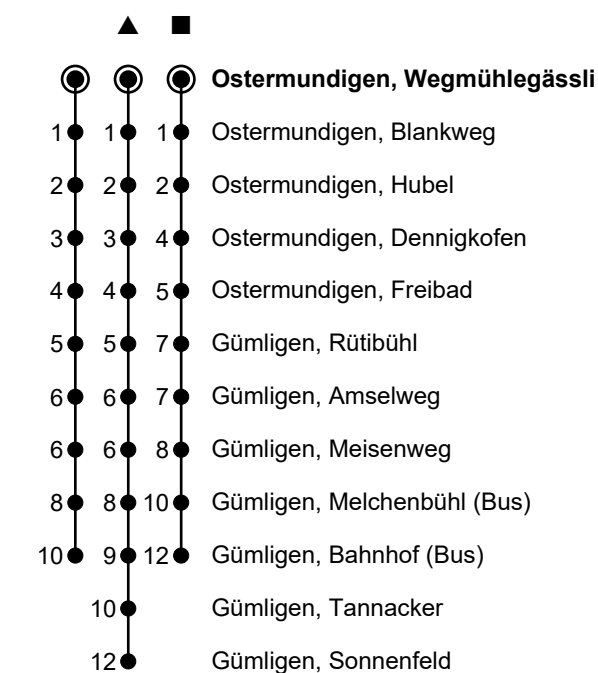 ▲ ■
Ostermundigen, Wegmühlegässli
1 1 1 Ostermundigen, Blankweg
2 2 2 Ostermundigen, Hubel
3 3 4 Ostermundigen, Dennigkofen
4 4 5 Ostermundigen, Freibad
5 5 7 Gümligen, Rütibühl
6 6 7 Gümligen, Amselweg
6 6 8 Gümligen, Meisenweg
8 8 10 Gümligen, Melchenbühl (Bus)
10 9 12 Gümligen, Bahnhof (Bus)
10 Gümligen, Tannacker
12 Gümligen, Sonnenfeld